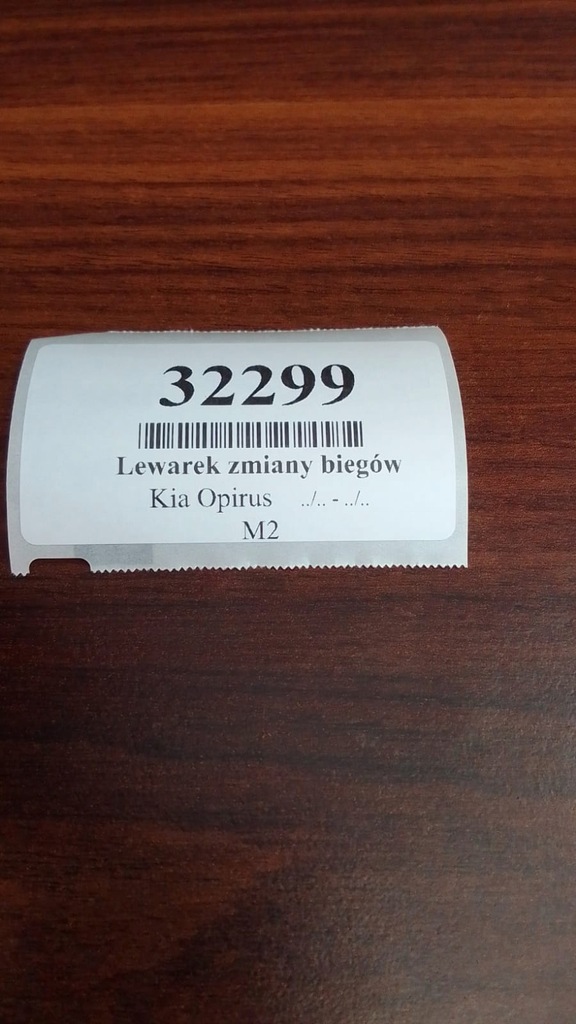 32299
Lewarek zmiany biegów
Kia Opirus ../.. - ../..
M2